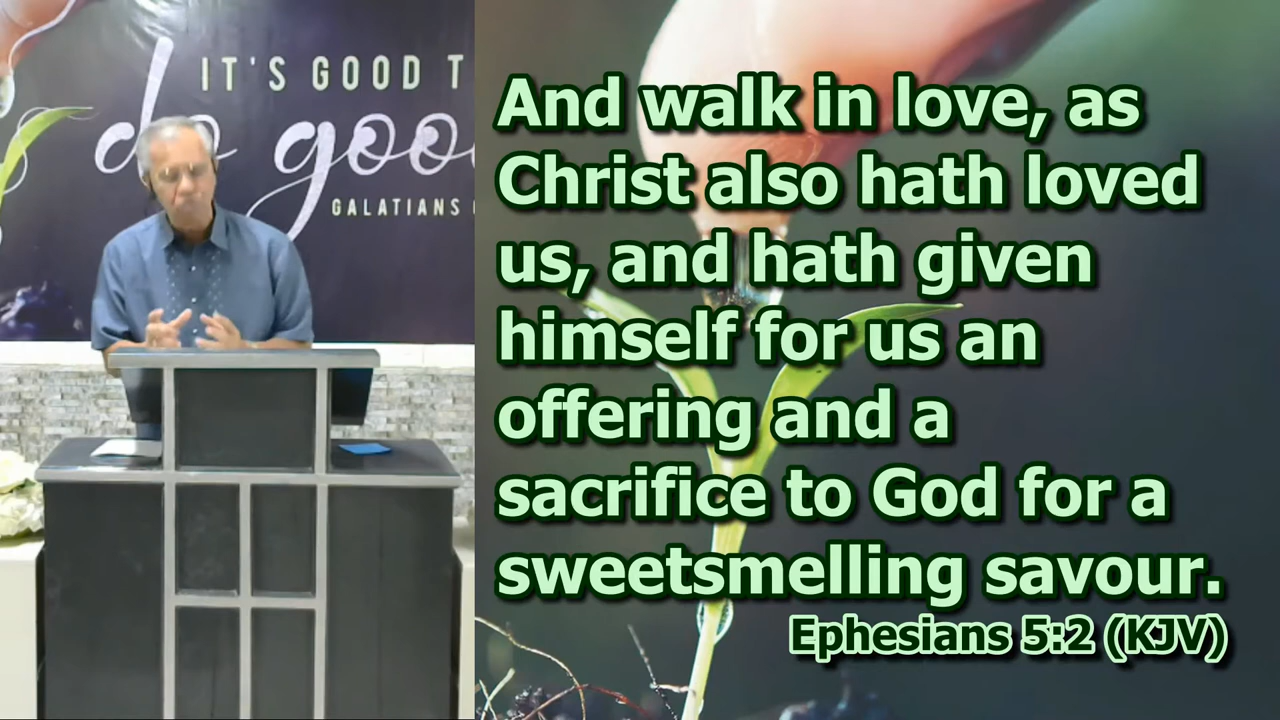 IT'S GOOD T
do goo
GALATIANS
And walk in love, as
Christ also hath loved
us, and hath given
himself for us an
offering and a
sacrifice to God for a
sweetsmelling savour.
Ephesians 5:2 (KJV)